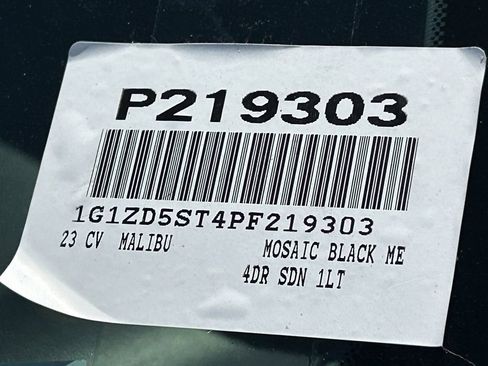 P219303
1G1ZD5ST4PF219303
23 CV MALIBU MOSAIC BLACK ME
4DR SDN 1LT